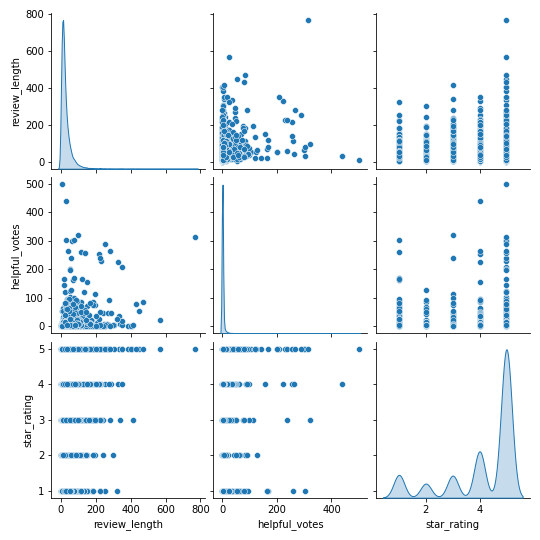 800
600
400
200
0
review_length
500
400
300
200
100
0
helpful_votes
5
4
3
2
1
star_rating
0 200 400 600 800
0 200 400
2 4
review_length helpful_votes star_rating